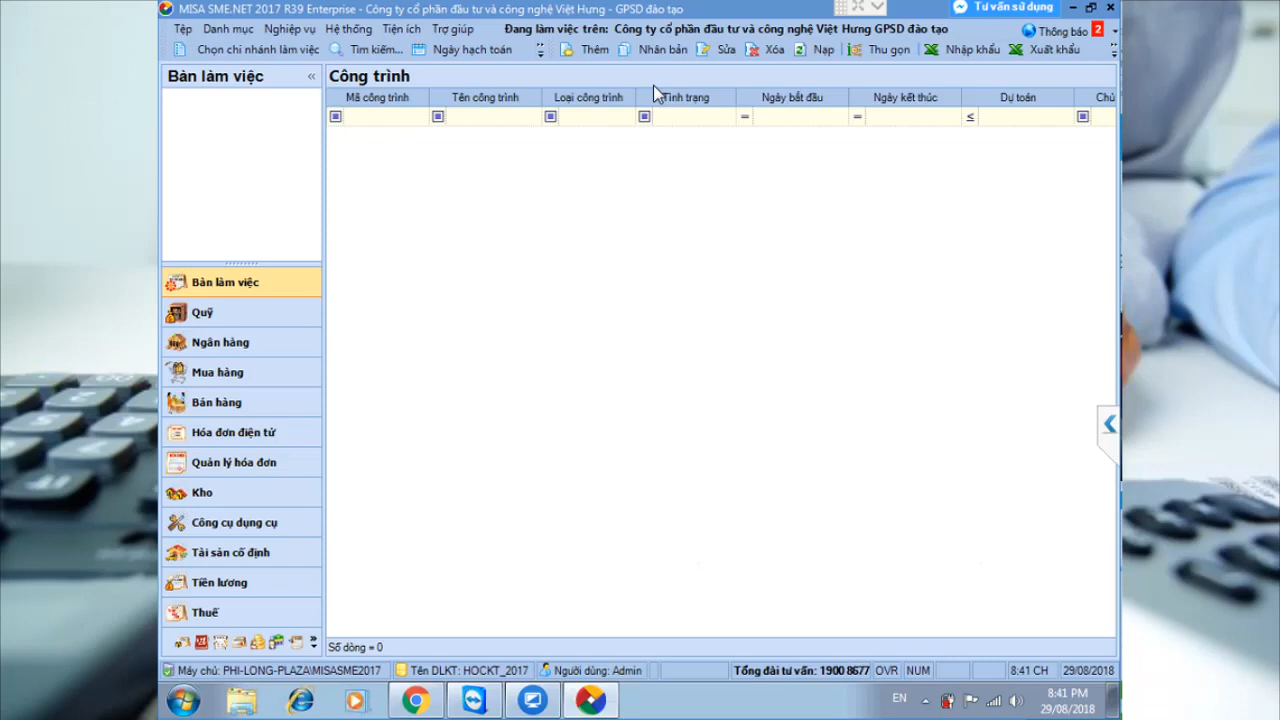 MISA SME.NET 2017 R39 Enterprise - Công ty cổ phần đầu tư và công nghệ Việt Hưng - GPSD đào tạo
Tư vấn sử dụng
Tệp Danh mục Nghiệp vụ Hệ thống Tiện ích Trợ giúp Đang làm việc trên: Công ty cổ phần đầu tư và công nghệ Việt Hưng GPSD đào tạo Thông báo 2
Chọn chi nhánh làm việc Tìm kiếm... Ngày hạch toán Thêm Nhân bản Sửa Xóa Nạp Thu gọn Nhập khẩu Xuất khẩu
Bàn làm việc «
Công trình
Mã công trình Tên công trình Loại công trình Tình trạng Ngày bắt đầu Ngày kết thúc Dự toán Chủ
= = ≤
Bàn làm việc
Quỹ
Ngân hàng
Mua hàng
Bán hàng
Hóa đơn điện tử
Quản lý hóa đơn
Kho
Công cụ dụng cụ
Tài sản cố định
Tiền lương
Thuế
Số dòng = 0
Máy chủ: PHI-LONG-PLAZA\MISASME2017 Tên DLKT: HOCKT_2017 Người dùng: Admin Tổng đài tư vấn: 1900 8677 OVR NUM 8:41 CH 29/08/2018
EN 8:41 PM
29/08/2018